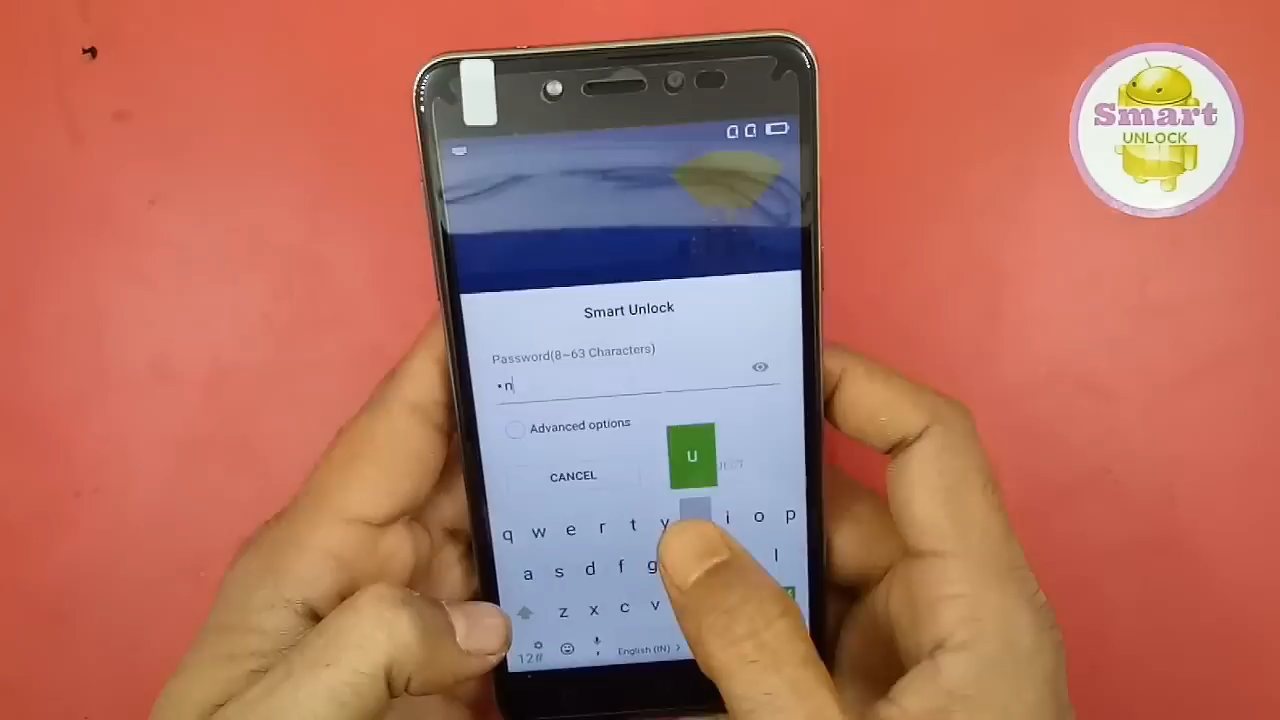 Smart
UNLOCK
Smart Unlock
Password(8~63 Characters)
•n
Advanced options
U
CANCEL
q w e r t y i o p
a s d f g l
z x c v
12#
English (IN)